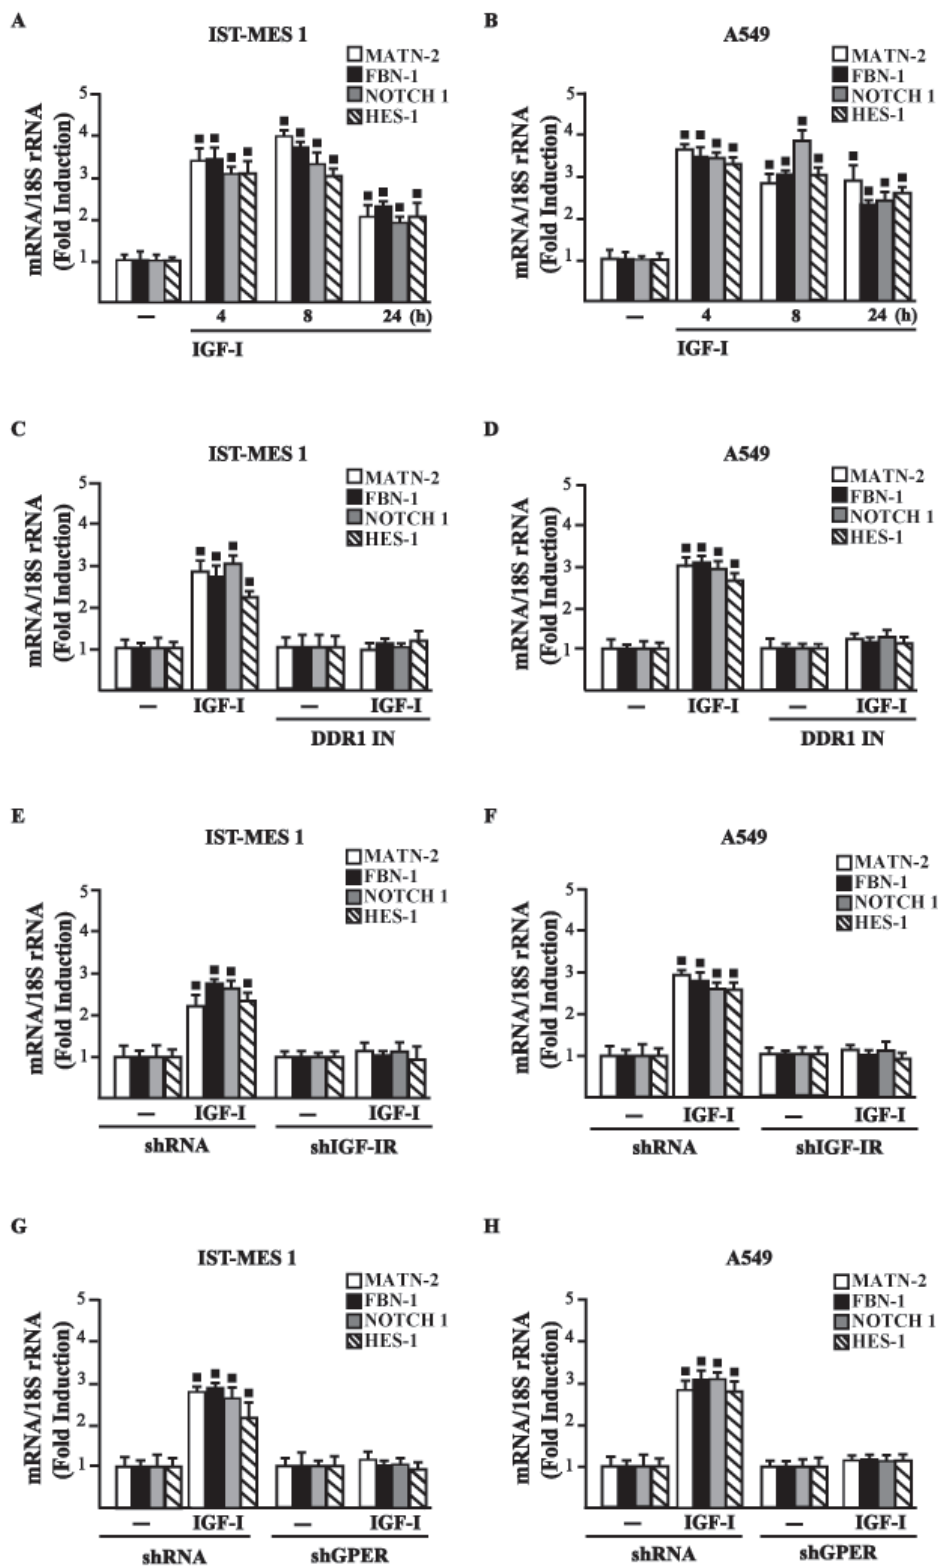 A
IST-MES 1
MATN-2
FBN-1
NOTCH 1
HES-1
mRNA/18S rRNA
(Fold Induction)
5
4
3
2
1
— 4 8 24 (h)
IGF-I
B
A549
MATN-2
FBN-1
NOTCH 1
HES-1
mRNA/18S rRNA
(Fold Induction)
5
4
3
2
1
— 4 8 24 (h)
IGF-I
C
IST-MES 1
MATN-2
FBN-1
NOTCH 1
HES-1
mRNA/18S rRNA
(Fold Induction)
5
4
3
2
1
— IGF-I — IGF-I
DDR1 IN
D
A549
MATN-2
FBN-1
NOTCH 1
HES-1
mRNA/18S rRNA
(Fold Induction)
5
4
3
2
1
— IGF-I — IGF-I
DDR1 IN
E
IST-MES 1
MATN-2
FBN-1
NOTCH 1
HES-1
mRNA/18S rRNA
(Fold Induction)
5
4
3
2
1
— IGF-I — IGF-I
shRNA shIGF-IR
F
A549
MATN-2
FBN-1
NOTCH 1
HES-1
mRNA/18S rRNA
(Fold Induction)
5
4
3
2
1
— IGF-I — IGF-I
shRNA shIGF-IR
G
IST-MES 1
MATN-2
FBN-1
NOTCH 1
HES-1
mRNA/18S rRNA
(Fold Induction)
5
4
3
2
1
— IGF-I — IGF-I
shRNA shGPER
H
A549
MATN-2
FBN-1
NOTCH 1
HES-1
mRNA/18S rRNA
(Fold Induction)
5
4
3
2
1
— IGF-I — IGF-I
shRNA shGPER